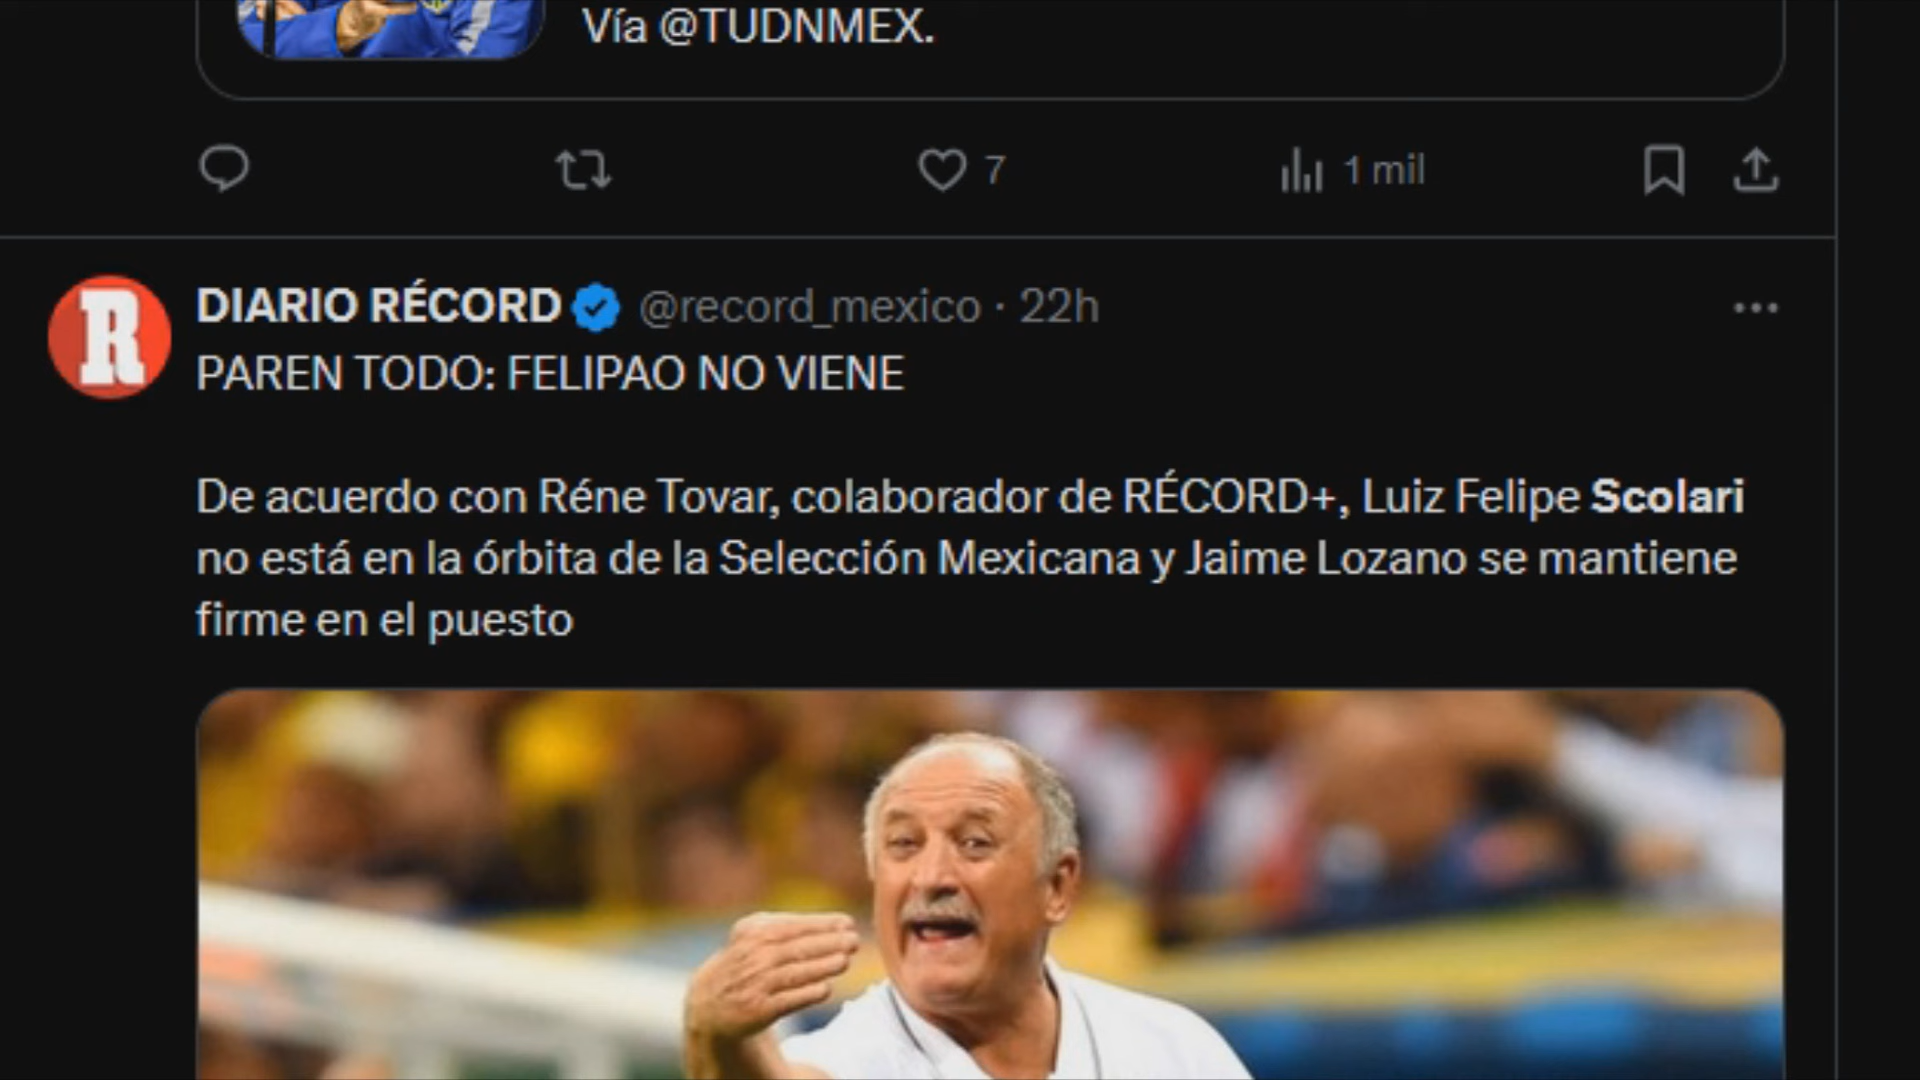 Vía @TUDNMEX.
7
1 mil
R
DIARIO RÉCORD @record_mexico · 22h
PAREN TODO: FELIPAO NO VIENE
De acuerdo con Réne Tovar, colaborador de RÉCORD+, Luiz Felipe Scolari
no está en la órbita de la Selección Mexicana y Jaime Lozano se mantiene
firme en el puesto